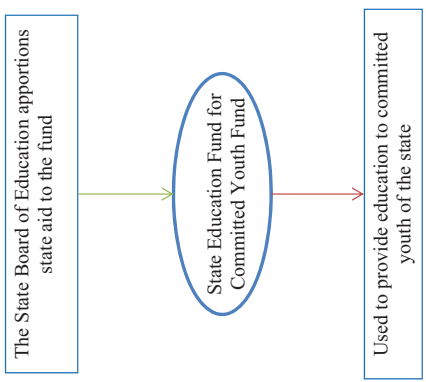 The State Board of Education apportions
state aid to the fund
State Education Fund for
Committed Youth Fund
Used to provide education to committed
youth of the state